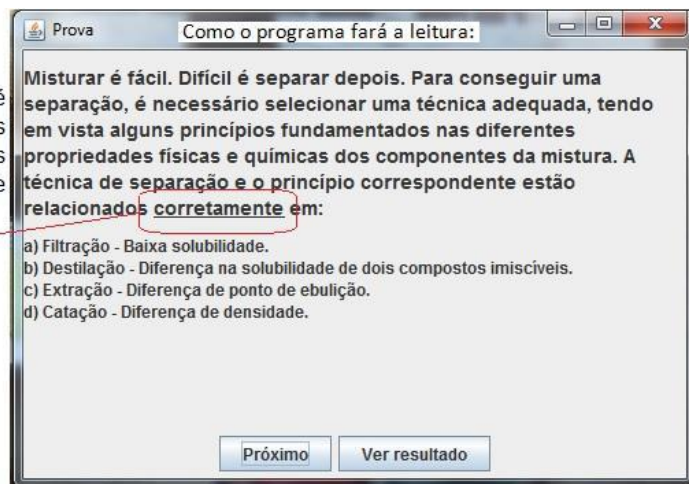 Prova
Como o programa fará a leitura:
Misturar é fácil. Difícil é separar depois. Para conseguir uma
separação, é necessário selecionar uma técnica adequada, tendo
em vista alguns princípios fundamentados nas diferentes
propriedades físicas e químicas dos componentes da mistura. A
técnica de separação e o princípio correspondente estão
relacionados corretamente em:
a) Filtração - Baixa solubilidade.
b) Destilação - Diferença na solubilidade de dois compostos imiscíveis.
c) Extração - Diferença de ponto de ebulição.
d) Catação - Diferença de densidade.
Próximo
Ver resultado